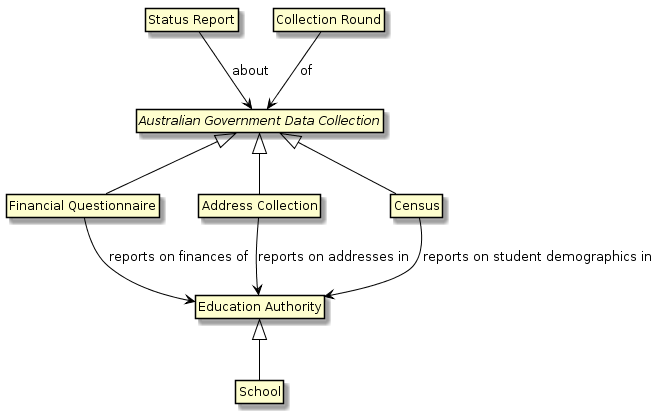 Status Report
Collection Round
about
of
Australian Government Data Collection
Financial Questionnaire
Address Collection
Census
reports on finances of
reports on addresses in
reports on student demographics in
Education Authority
School